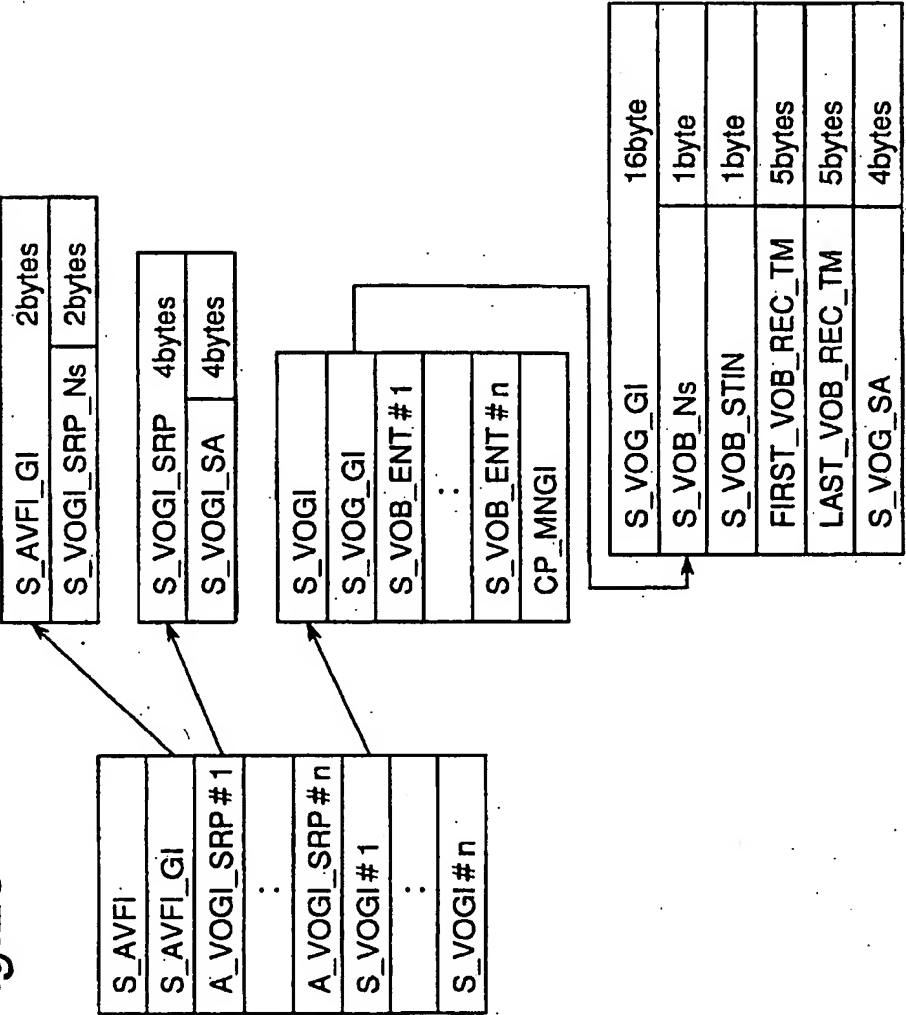 S_AVFI
S_AVFI_GI
A_VOGI_SRP#1
:
A_VOGI_SRP#n
S_VOGI#1
:
S_VOGI#n
S_AVFI_GI 2bytes
S_VOGI_SRP_Ns 2bytes
S_VOGI_SRP 4bytes
S_VOGI_SA 4bytes
S_VOGI
S_VOG_GI
S_VOB_ENT#1
:
S_VOB_ENT#n
CP_MNGI
S_VOG_GI 16byte
S_VOB_Ns 1byte
S_VOB_STIN 1byte
FIRST_VOB_REC_TM 5bytes
LAST_VOB_REC_TM 5bytes
S_VOG_SA 4bytes